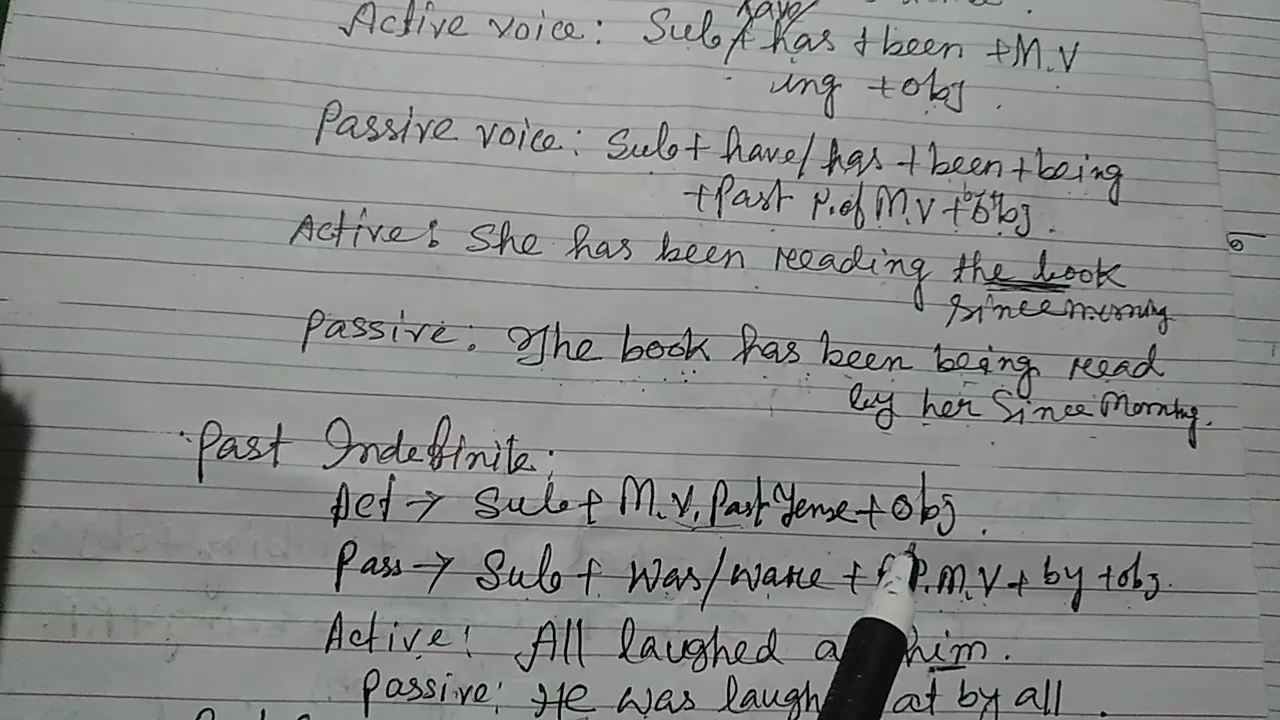 Active voice: Sub + have/
has + been + M.V
ing + obj.
Passive voice: Sub + have/has + been + being
+ Past P. of M.V + by + obj.
Active: She has been reading the book
since morning
Passive: The book has been being read
by her Since Morning.
Past Indefinite:
Act → Sub + M.V. Past Tense + obj.
Pass → Sub + was/ware + P.M.V + by + obj.
Active: All laughed him.
Passive: He was at by all.